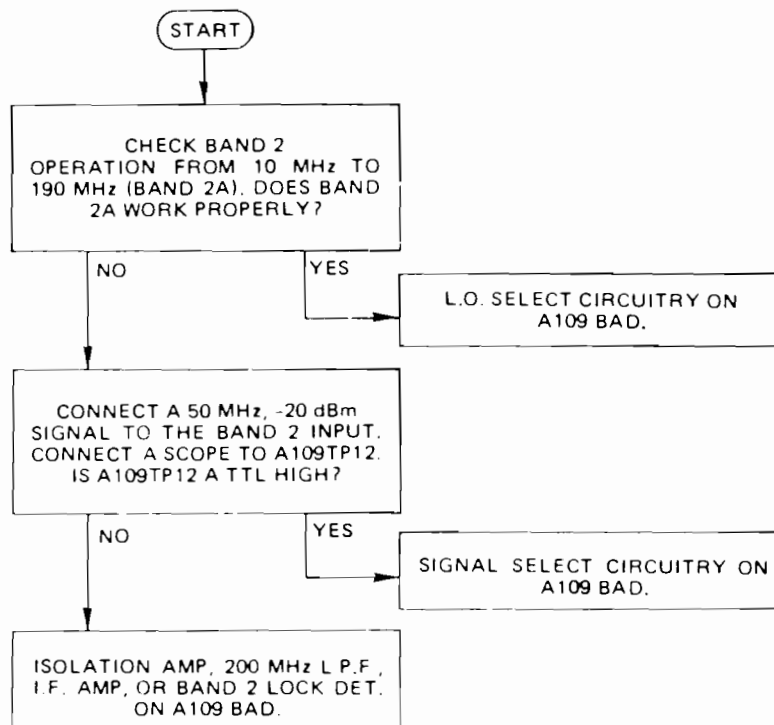 START
CHECK BAND 2
OPERATION FROM 10 MHz TO
190 MHz (BAND 2A). DOES BAND
2A WORK PROPERLY?
NO
YES
L.O. SELECT CIRCUITRY ON
A109 BAD.
CONNECT A 50 MHz, -20 dBm
SIGNAL TO THE BAND 2 INPUT.
CONNECT A SCOPE TO A109TP12.
IS A109TP12 A TTL HIGH?
NO
YES
SIGNAL SELECT CIRCUITRY ON
A109 BAD.
ISOLATION AMP, 200 MHz L P.F.,
I.F. AMP, OR BAND 2 LOCK DET.
ON A109 BAD.